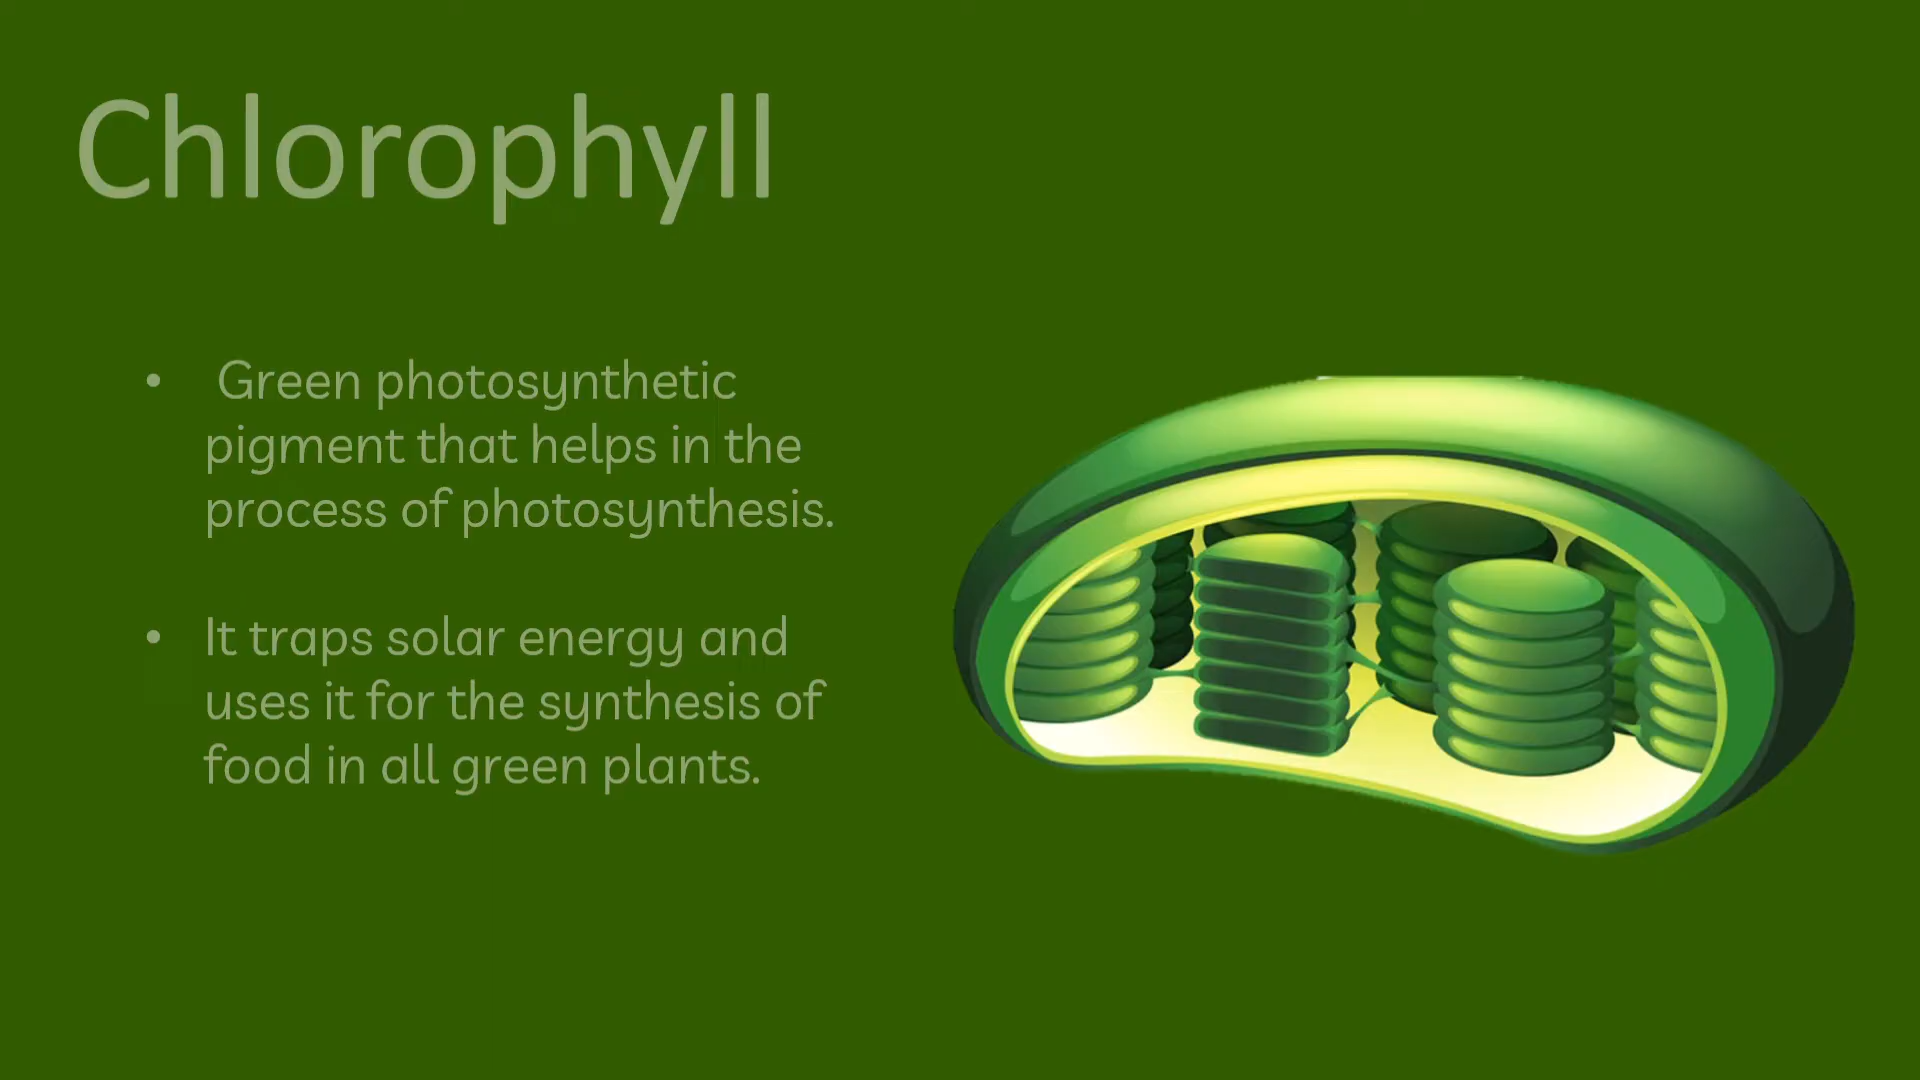 Chlorophyll
• Green photosynthetic
pigment that helps in the
process of photosynthesis.
• It traps solar energy and
uses it for the synthesis of
food in all green plants.